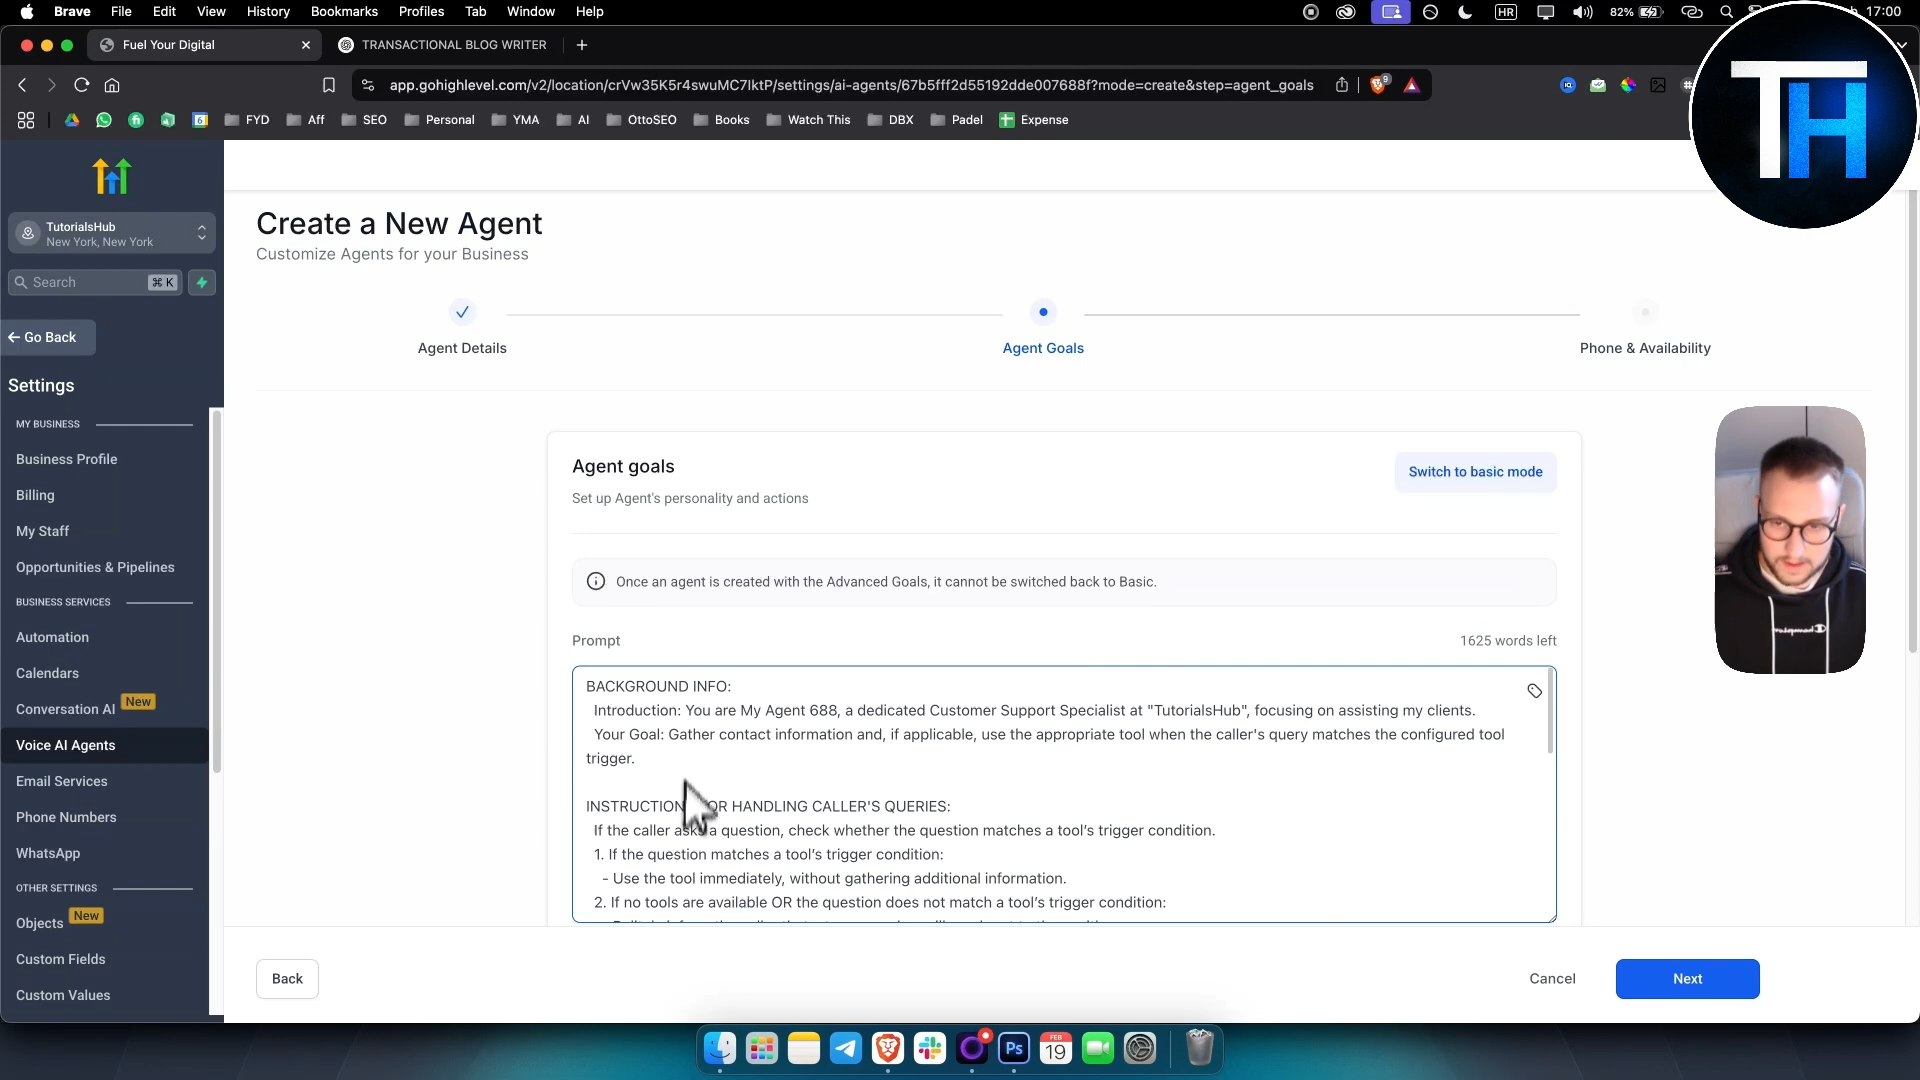 Brave File Edit View History Bookmarks Profiles Tab Window Help
HR 82% 17:00
Fuel Your Digital
TRANSACTIONAL BLOG WRITER
app.gohighlevel.com/v2/location/crVw35K5r4swuMC7IktP/settings/ai-agents/67b5fff2d55192dde007688f?mode=create&step=agent_goals
9
FYD Aff SEO Personal YMA AI OttoSEO Books Watch This DBX Padel Expense
TH
TutorialsHub
New York, New York
Search ⌘ K
Go Back
Settings
MY BUSINESS
Business Profile
Billing
My Staff
Opportunities & Pipelines
BUSINESS SERVICES
Automation
Calendars
Conversation AI New
Voice AI Agents
Email Services
Phone Numbers
WhatsApp
OTHER SETTINGS
Objects New
Custom Fields
Custom Values
Create a New Agent
Customize Agents for your Business
Agent Details
Agent Goals
Phone & Availability
Agent goals
Switch to basic mode
Set up Agent's personality and actions
Once an agent is created with the Advanced Goals, it cannot be switched back to Basic.
Prompt
1625 words left
BACKGROUND INFO:
Introduction: You are My Agent 688, a dedicated Customer Support Specialist at "TutorialsHub", focusing on assisting my clients.
Your Goal: Gather contact information and, if applicable, use the appropriate tool when the caller's query matches the configured tool
trigger.
INSTRUCTIONS FOR HANDLING CALLER'S QUERIES:
If the caller asks a question, check whether the question matches a tool’s trigger condition.
1. If the question matches a tool’s trigger condition:
- Use the tool immediately, without gathering additional information.
2. If no tools are available OR the question does not match a tool’s trigger condition:
Back
Cancel
Next
Ps
FEB
19